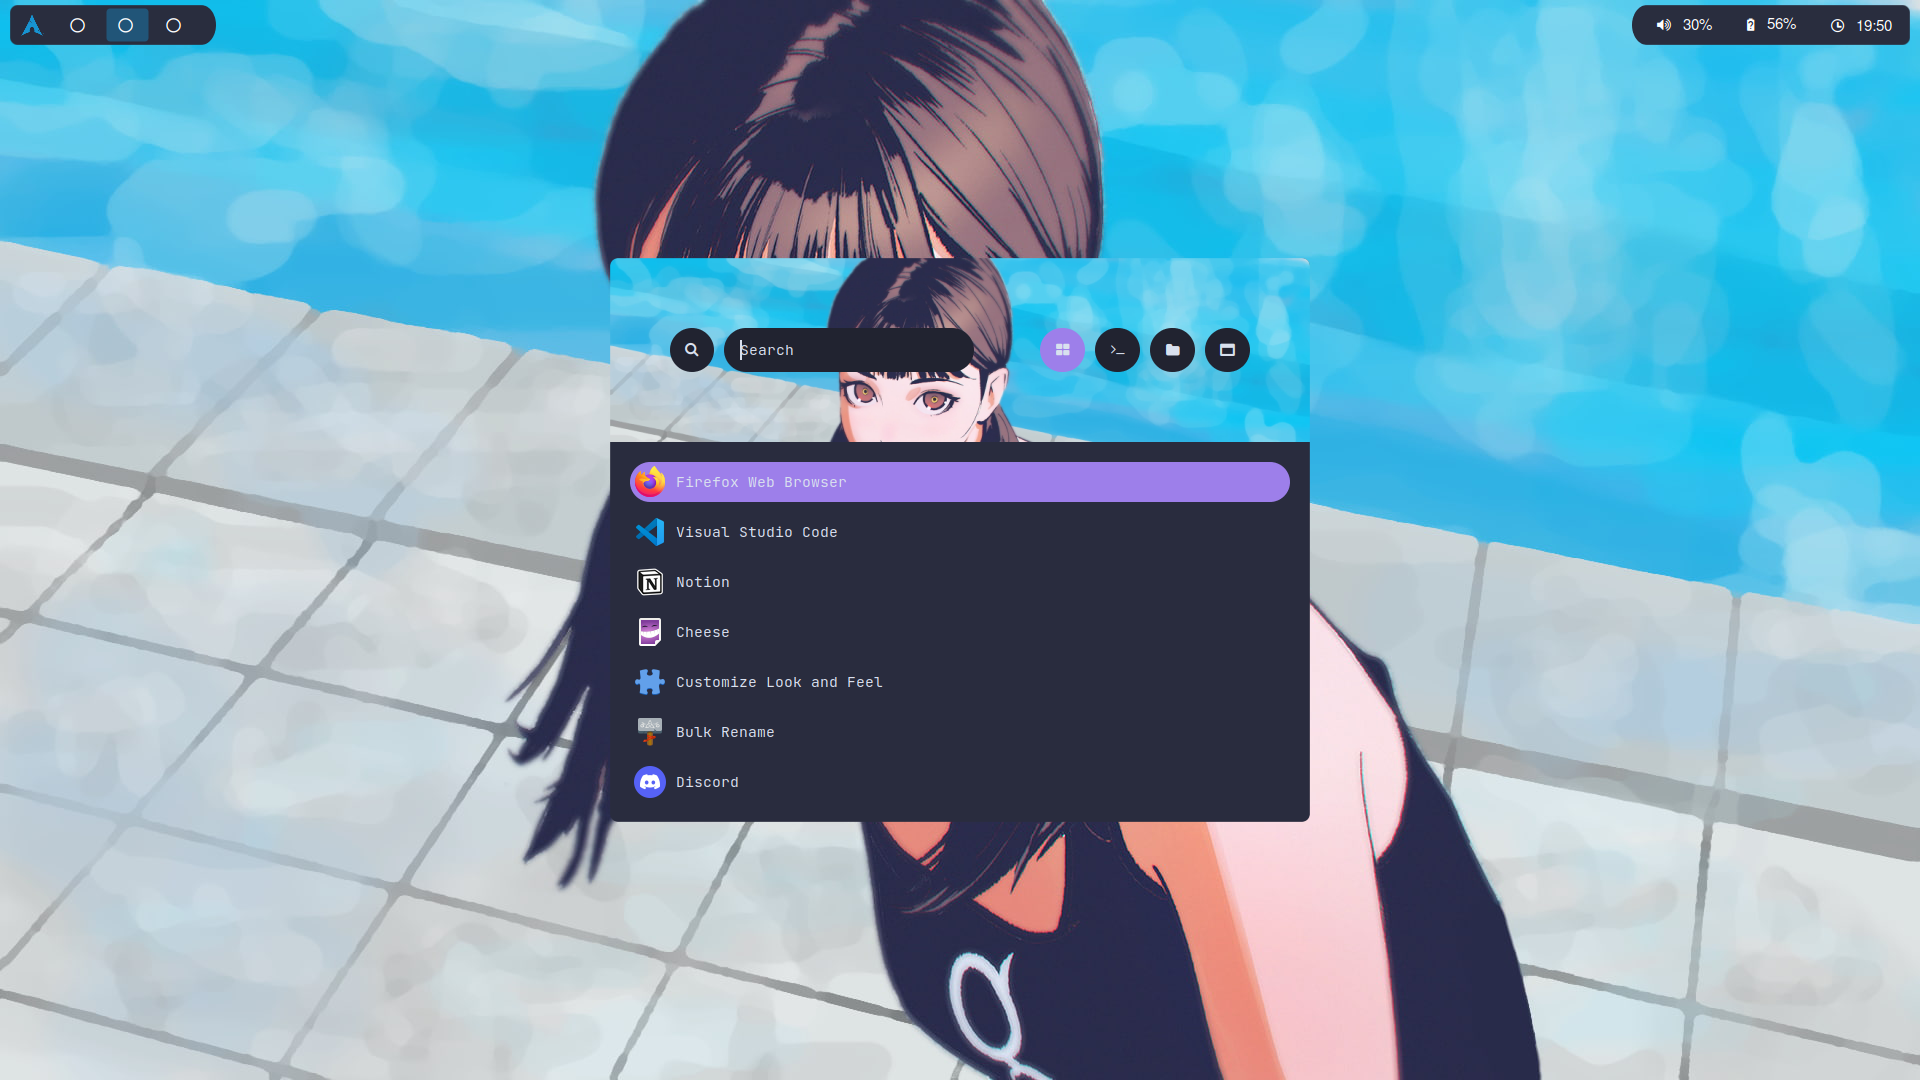 30% 56% 19:50
Search
Firefox Web Browser
Visual Studio Code
Notion
Cheese
Customize Look and Feel
Bulk Rename
Discord